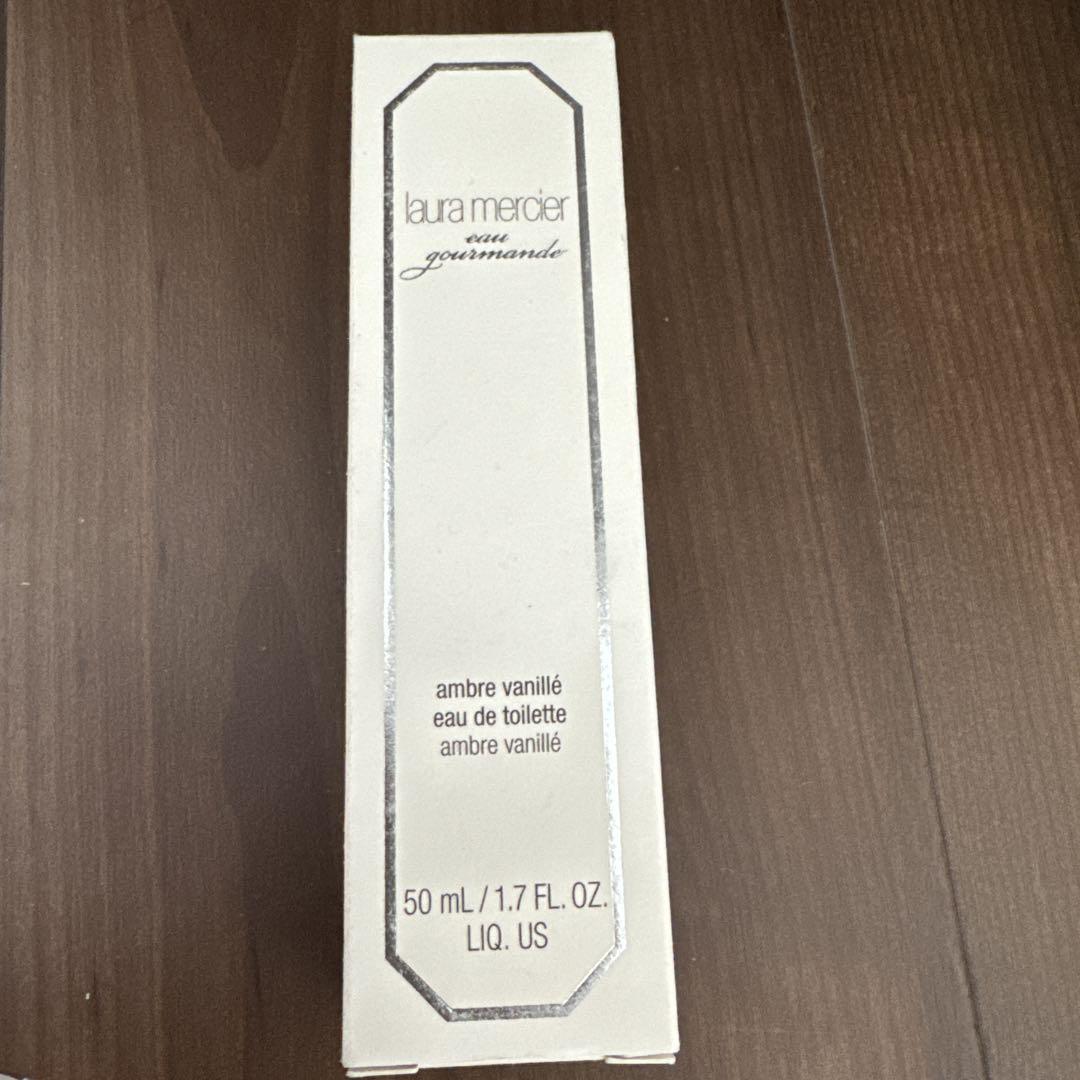 laura mercier
eau
gourmande
ambre vanillé
eau de toilette
ambre vanillé
50 mL / 1.7 FL. OZ.
LIQ. US